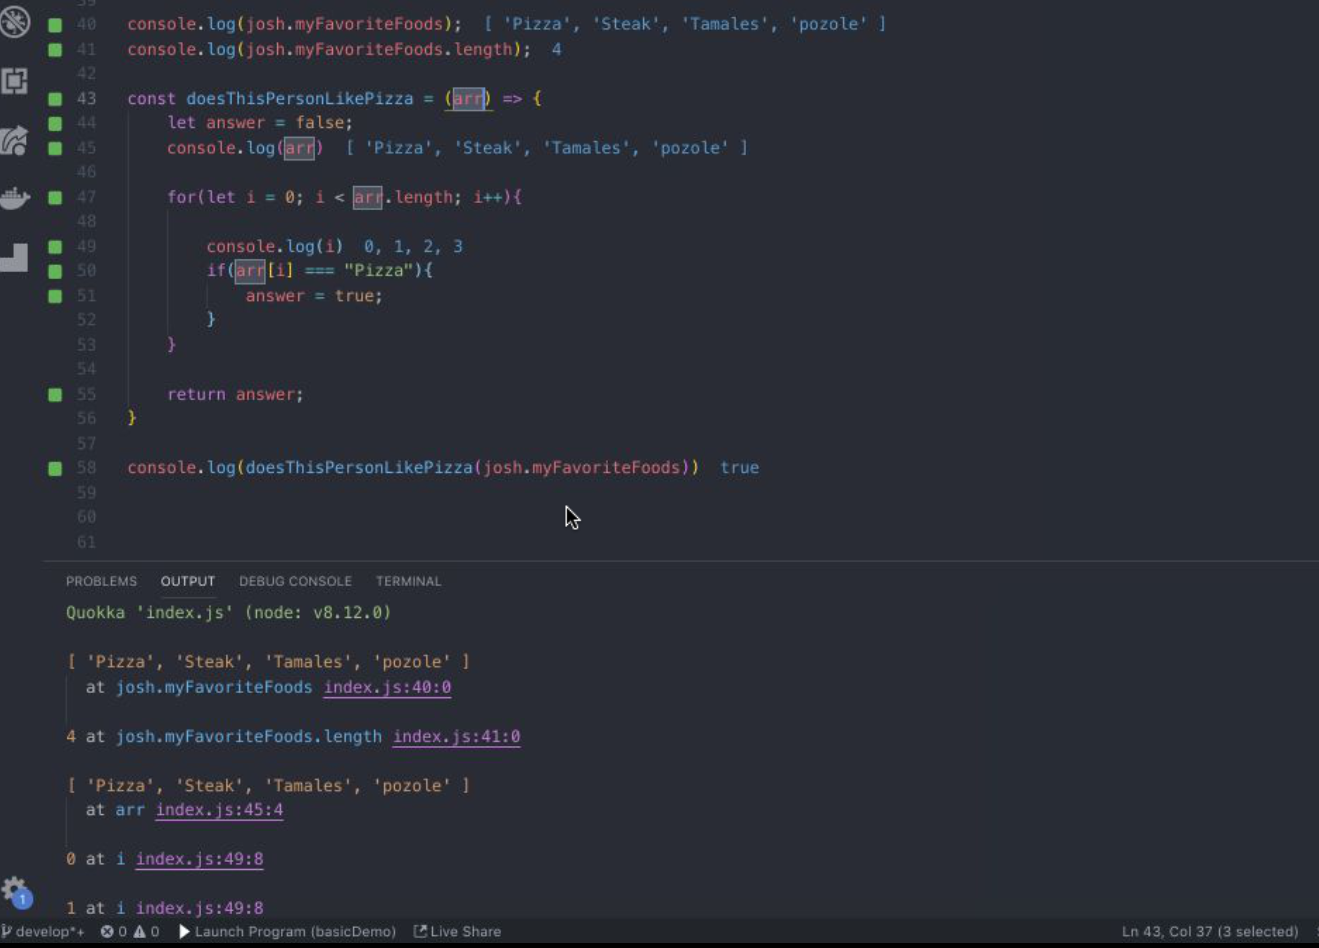 39
40 console.log(josh.myFavoriteFoods); [ 'Pizza', 'Steak', 'Tamales', 'pozole' ]
41 console.log(josh.myFavoriteFoods.length); 4
42
43 const doesThisPersonLikePizza = (arr) => {
44 let answer = false;
45 console.log(arr) [ 'Pizza', 'Steak', 'Tamales', 'pozole' ]
46
47 for(let i = 0; i < arr.length; i++){
48
49 console.log(i) 0, 1, 2, 3
50 if(arr[i] === "Pizza"){
51 answer = true;
52 }
53 }
54
55 return answer;
56 }
57
58 console.log(doesThisPersonLikePizza(josh.myFavoriteFoods)) true
59
60
61
PROBLEMS OUTPUT DEBUG CONSOLE TERMINAL
Quokka 'index.js' (node: v8.12.0)
[ 'Pizza', 'Steak', 'Tamales', 'pozole' ]
at josh.myFavoriteFoods index.js:40:0
4 at josh.myFavoriteFoods.length index.js:41:0
[ 'Pizza', 'Steak', 'Tamales', 'pozole' ]
at arr index.js:45:4
0 at i index.js:49:8
1 at i index.js:49:8
1
develop*+ 0 0 Launch Program (basicDemo) Live Share Ln 43, Col 37 (3 selected)